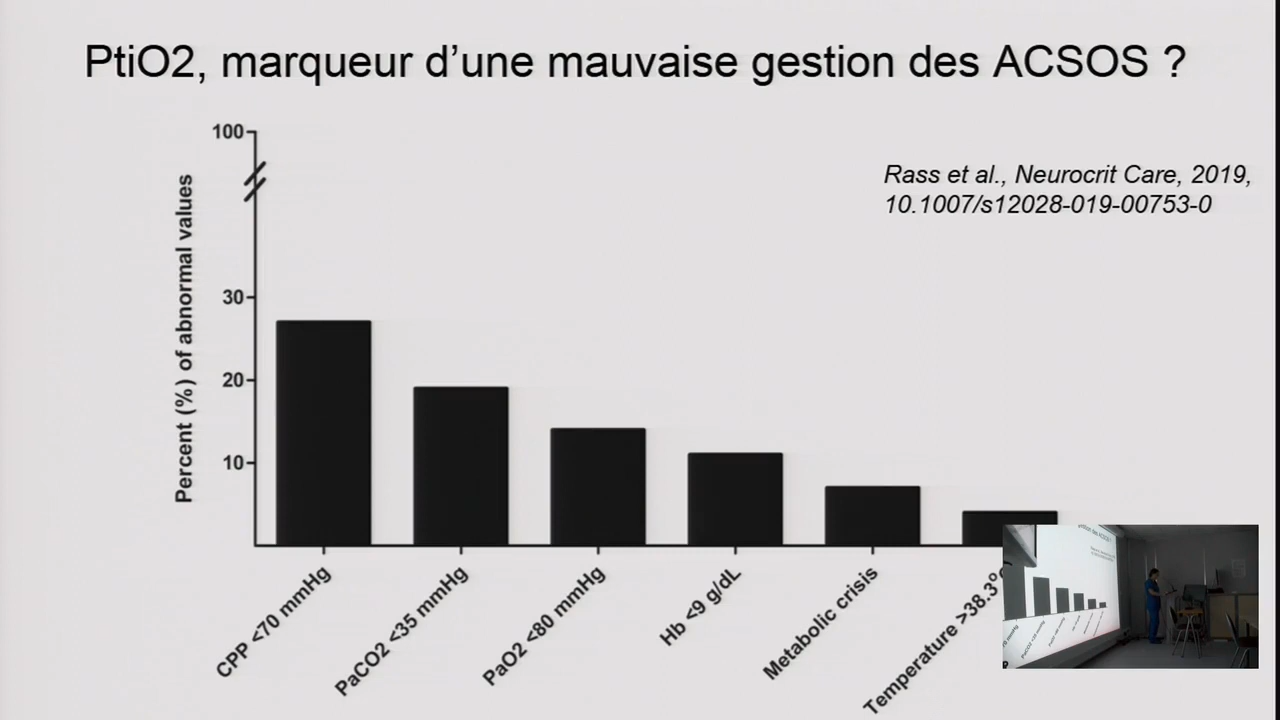 PtiO2, marqueur d'une mauvaise gestion des ACSOS ?
Rass et al., Neurocrit Care, 2019,
10.1007/s12028-019-00753-0
Percent (%) of abnormal values
100
30
20
10
CPP <70 mmHg
PaCO2 <35 mmHg
PaO2 <80 mmHg
Hb <9 g/dL
Metabolic crisis
Temperature >38.3°